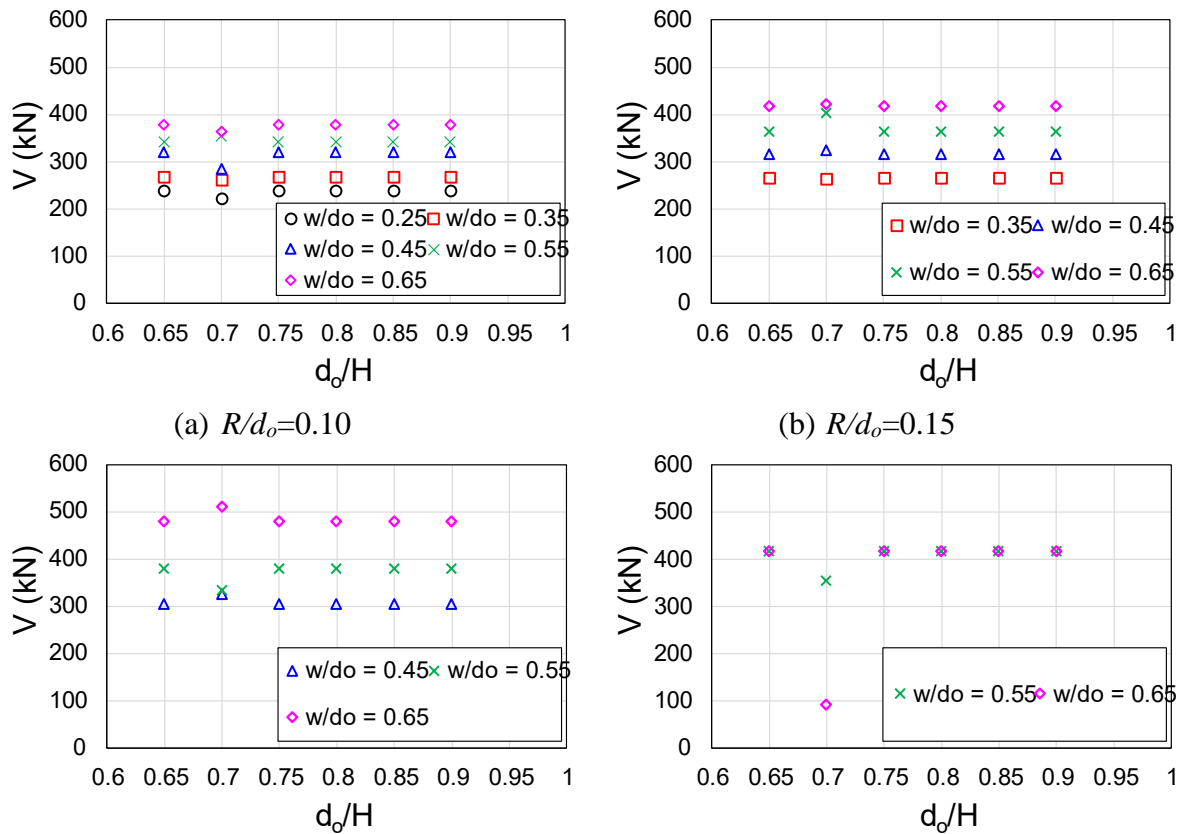 600
500
400
300
200
100
0
V (kN)
w/do = 0.25 w/do = 0.35
w/do = 0.45 w/do = 0.55
w/do = 0.65
0.6 0.65 0.7 0.75 0.8 0.85 0.9 0.95 1
do/H
(a) R/do=0.10
600
500
400
300
200
100
0
V (kN)
w/do = 0.35 w/do = 0.45
w/do = 0.55 w/do = 0.65
0.6 0.65 0.7 0.75 0.8 0.85 0.9 0.95 1
do/H
(b) R/do=0.15
600
500
400
300
200
100
0
V (kN)
w/do = 0.45 w/do = 0.55
w/do = 0.65
0.6 0.65 0.7 0.75 0.8 0.85 0.9 0.95 1
do/H
600
500
400
300
200
100
0
V (kN)
w/do = 0.55 w/do = 0.65
0.6 0.65 0.7 0.75 0.8 0.85 0.9 0.95 1
do/H